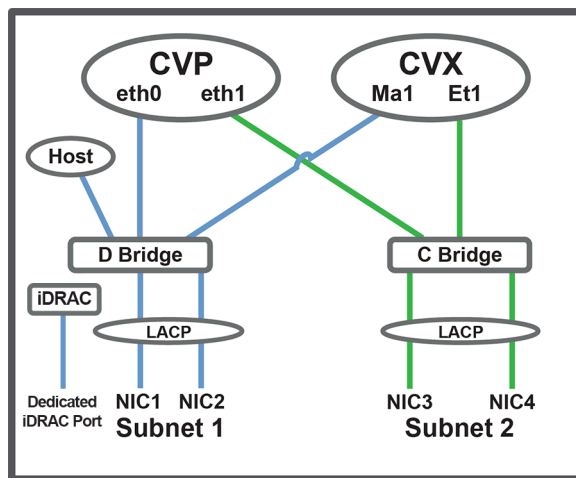 CVP
eth0 eth1
CVX
Ma1 Et1
Host
D Bridge
C Bridge
iDRAC
LACP
LACP
Dedicated
iDRAC Port
NIC1 NIC2
Subnet 1
NIC3 NIC4
Subnet 2